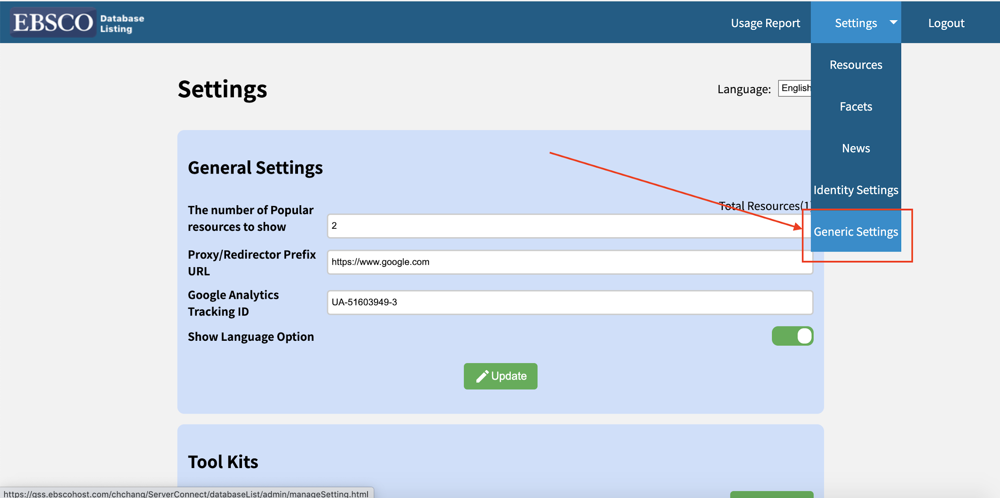 EBSCO
Database
Listing
Usage Report
Settings
Logout
Resources
Facets
News
Identity Settings
Generic Settings
Settings
Language:
English
General Settings
Total Resources(1)
The number of Popular
resources to show
2
Proxy/Redirector Prefix
URL
https://www.google.com
Google Analytics
Tracking ID
UA-51603949-3
Show Language Option
Update
Tool Kits
https://gss.ebscohost.com/chchang/ServerConnect/databaseList/admin/manageSetting.html